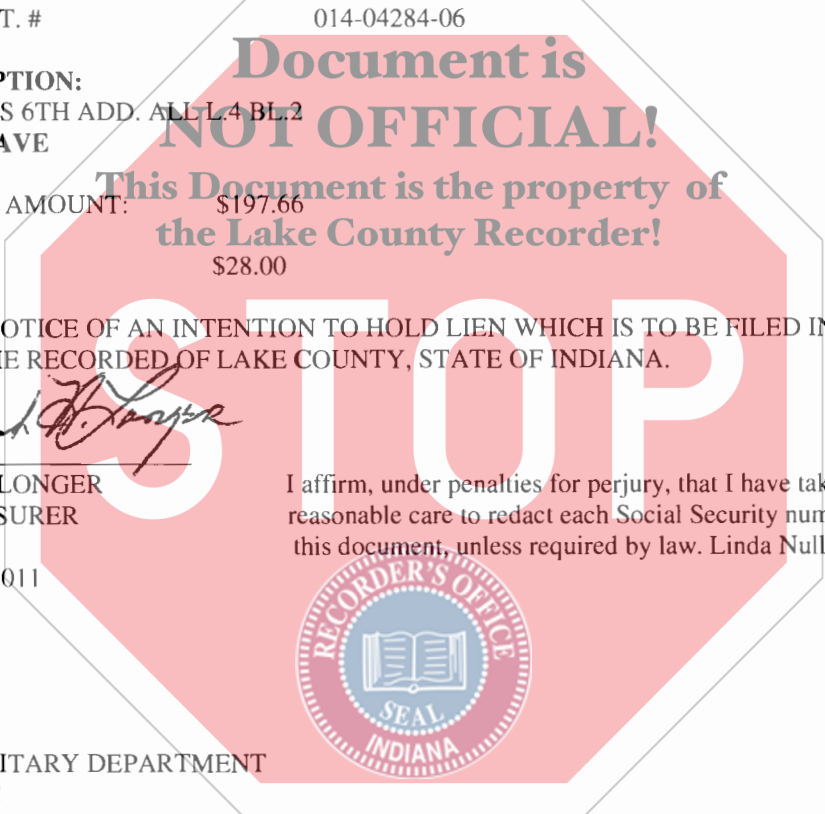 T. # 014-04284-06
Document is
PTION:
S 6TH ADD. ALL L.4 BL.2
NOT OFFICIAL!
AVE
This Document is the property of
AMOUNT: $197.66
the Lake County Recorder!
$28.00
STOP
OTICE OF AN INTENTION TO HOLD LIEN WHICH IS TO BE FILED IN
E RECORDED OF LAKE COUNTY, STATE OF INDIANA.
H. Longer
LONGER
SURER
I affirm, under penalties for perjury, that I have tak
reasonable care to redact each Social Security num
this document, unless required by law. Linda Null
011
RECORDER'S OFFICE
SEAL
INDIANA
ITARY DEPARTMENT